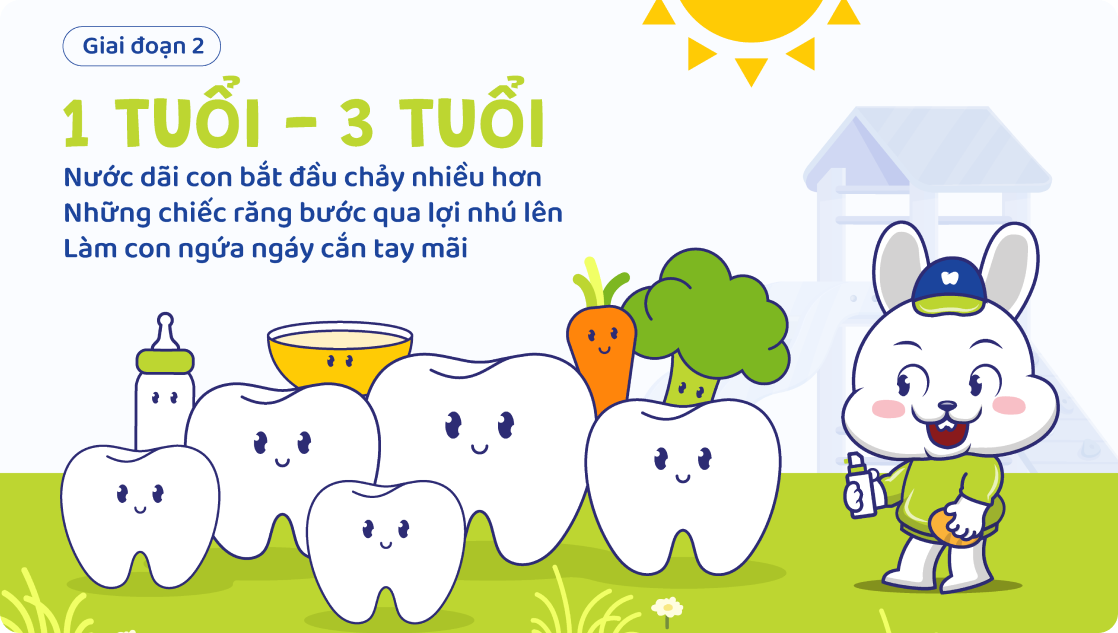 Giai đoạn 2
1 TUỔI - 3 TUỔI
Nước dãi con bắt đầu chảy nhiều hơn
Những chiếc răng bước qua lợi nhú lên
Làm con ngứa ngáy cắn tay mãi